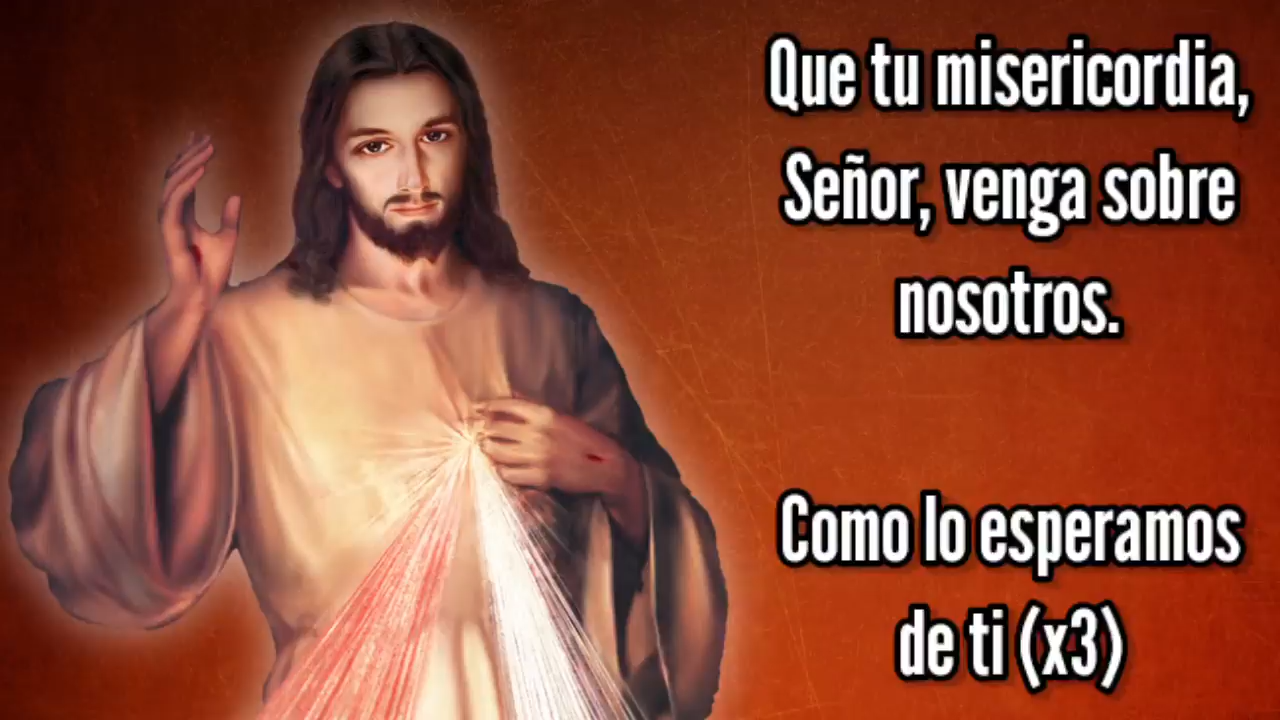 Que tu misericordia,
Señor, venga sobre
nosotros.
Como lo esperamos
de ti (x3)